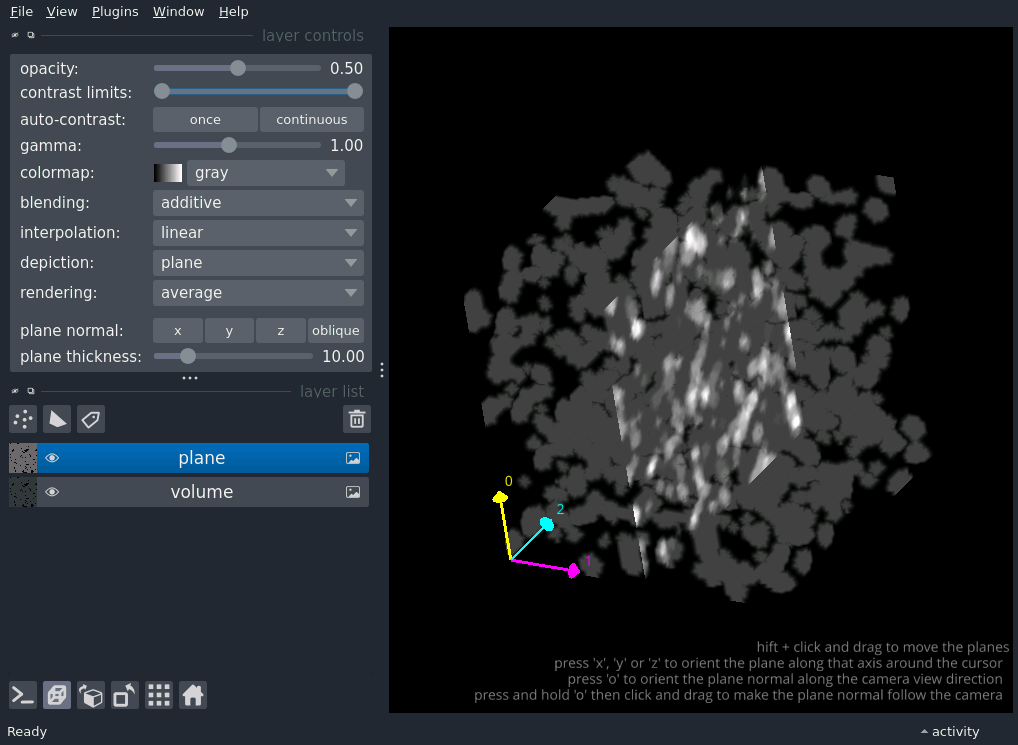 File View Plugins Window Help
layer controls
opacity: 0.50
contrast limits:
auto-contrast: once continuous
gamma: 1.00
colormap: gray
blending: additive
interpolation: linear
depiction: plane
rendering: average
plane normal: x y z oblique
plane thickness: 10.00
layer list
plane
volume
0
2
1
hift + click and drag to move the planes
press 'x', 'y' or 'z' to orient the plane along that axis around the cursor
press 'o' to orient the plane normal along the camera view direction
press and hold 'o' then click and drag to make the plane normal follow the camera
Ready activity